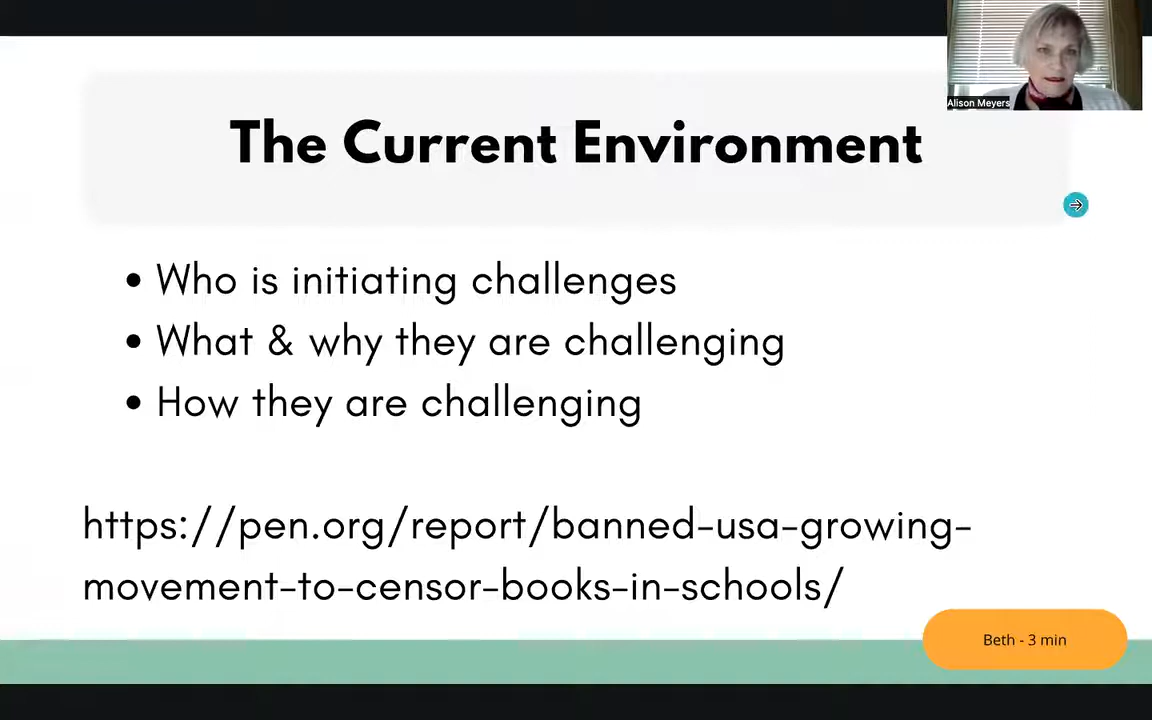 Alison Meyers
The Current Environment
• Who is initiating challenges
• What & why they are challenging
• How they are challenging
https://pen.org/report/banned-usa-growing-
movement-to-censor-books-in-schools/
Beth - 3 min